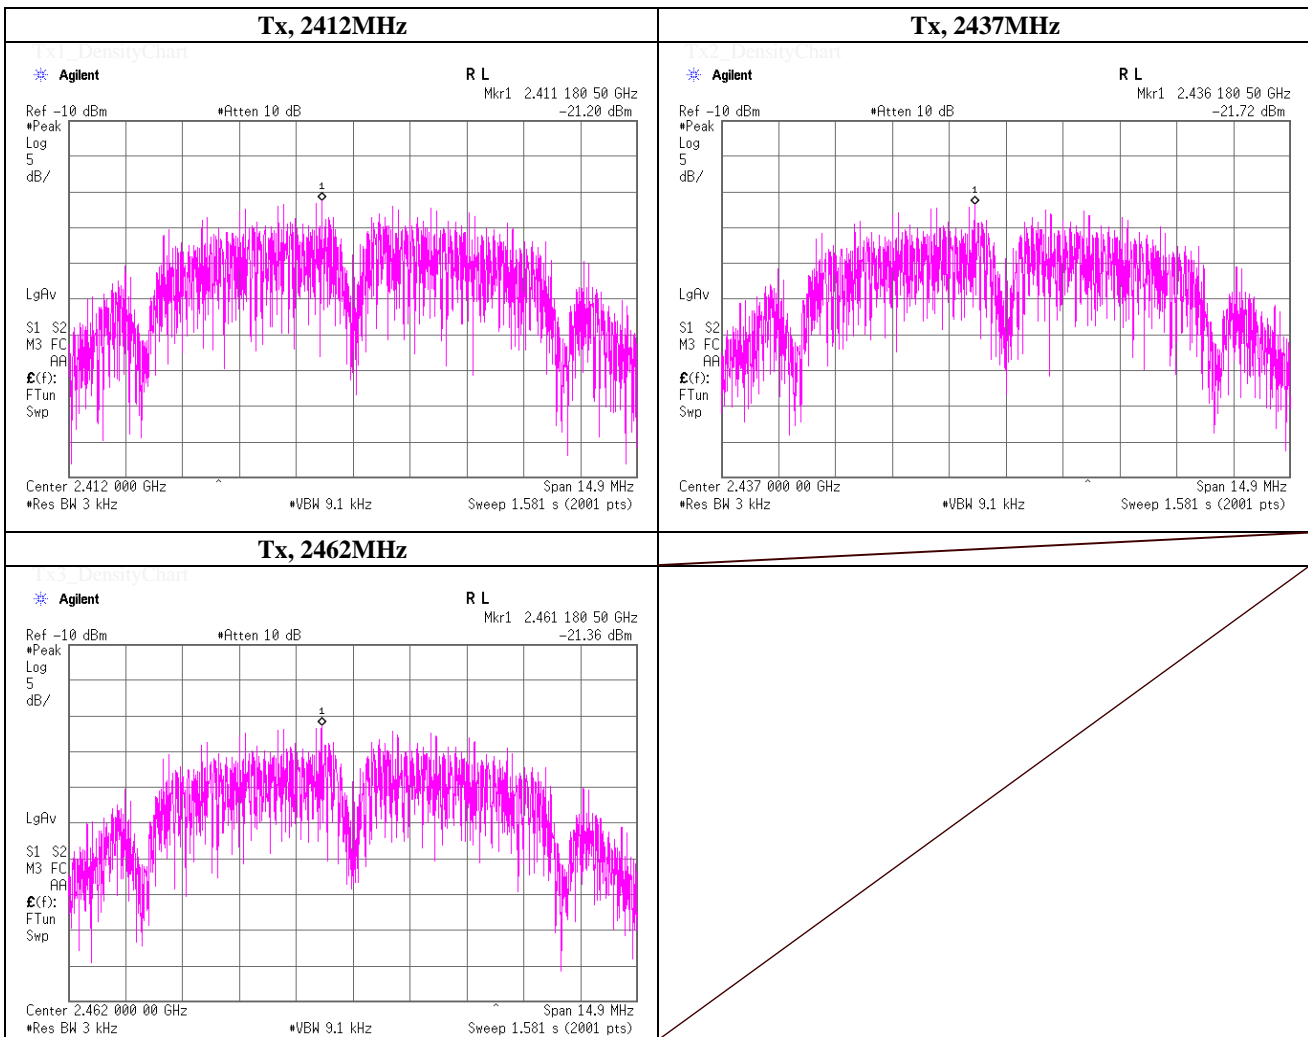 Tx, 2412MHz
Tx, 2437MHz
Tx1_DensityChart
Agilent
R L
Mkr1 2.411 180 50 GHz
Ref -10 dBm
#Atten 10 dB
-21.20 dBm
#Peak
Log
5
dB/
1
LgAv
S1 S2
M3 FC
AA
£(f):
FTun
Swp
Center 2.412 000 GHz
^
Span 14.9 MHz
#Res BW 3 kHz
#VBW 9.1 kHz
Sweep 1.581 s (2001 pts)
Tx2_DensityChart
Agilent
R L
Mkr1 2.436 180 50 GHz
Ref -10 dBm
#Atten 10 dB
-21.72 dBm
#Peak
Log
5
dB/
1
LgAv
S1 S2
M3 FC
AA
£(f):
FTun
Swp
Center 2.437 000 00 GHz
^
Span 14.9 MHz
#Res BW 3 kHz
#VBW 9.1 kHz
Sweep 1.581 s (2001 pts)
Tx, 2462MHz
Tx3_DensityChart
Agilent
R L
Mkr1 2.461 180 50 GHz
Ref -10 dBm
#Atten 10 dB
-21.36 dBm
#Peak
Log
5
dB/
1
LgAv
S1 S2
M3 FC
AA
£(f):
FTun
Swp
Center 2.462 000 00 GHz
^
Span 14.9 MHz
#Res BW 3 kHz
#VBW 9.1 kHz
Sweep 1.581 s (2001 pts)